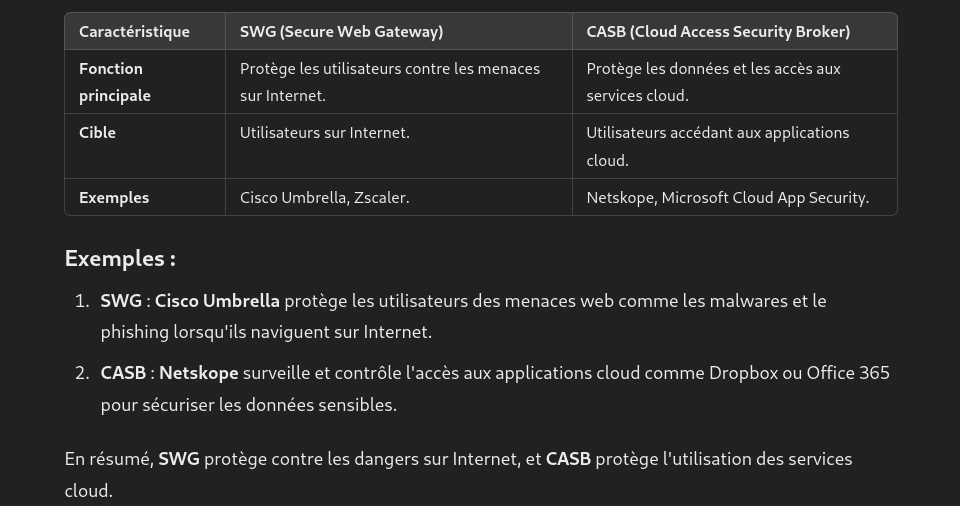 Caractéristique SWG (Secure Web Gateway) CASB (Cloud Access Security Broker)
Fonction principale Protège les utilisateurs contre les menaces sur Internet. Protège les données et les accès aux services cloud.
Cible Utilisateurs sur Internet. Utilisateurs accédant aux applications cloud.
Exemples Cisco Umbrella, Zscaler. Netskope, Microsoft Cloud App Security.
Exemples :
1. SWG : Cisco Umbrella protège les utilisateurs des menaces web comme les malwares et le
phishing lorsqu'ils naviguent sur Internet.
2. CASB : Netskope surveille et contrôle l'accès aux applications cloud comme Dropbox ou Office 365
pour sécuriser les données sensibles.
En résumé, SWG protège contre les dangers sur Internet, et CASB protège l'utilisation des services
cloud.